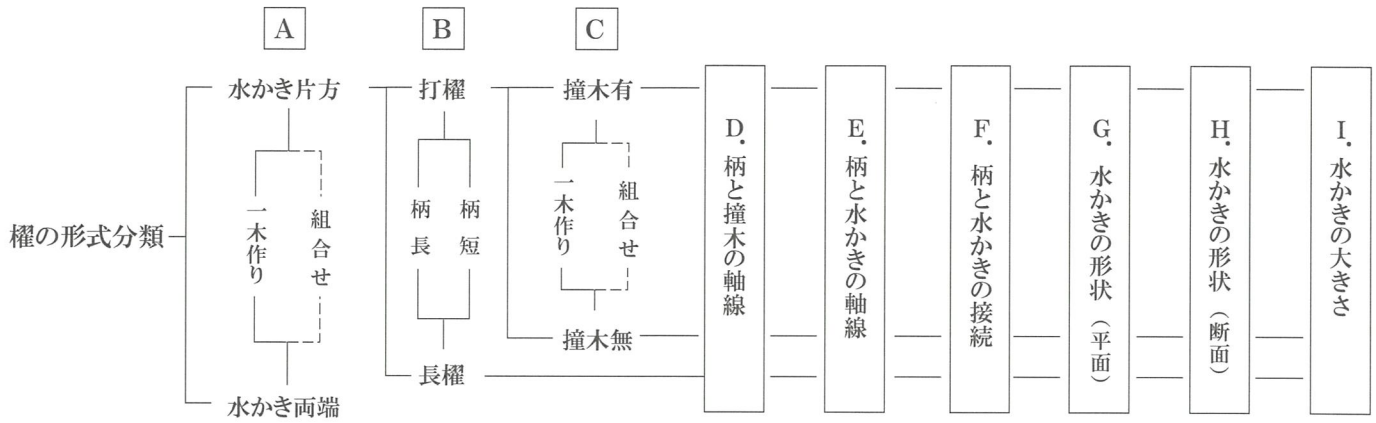 A
B
C
櫂の形式分類
水かき片方
一木作り
組合せ
水かき両端
打櫂
柄長
柄短
長櫂
撞木有
一木作り
組合せ
撞木無
D.柄と撞木の軸線
E.柄と水かきの軸線
F.柄と水かきの接続
G.水かきの形状（平面）
H.水かきの形状（断面）
I.水かきの大きさ